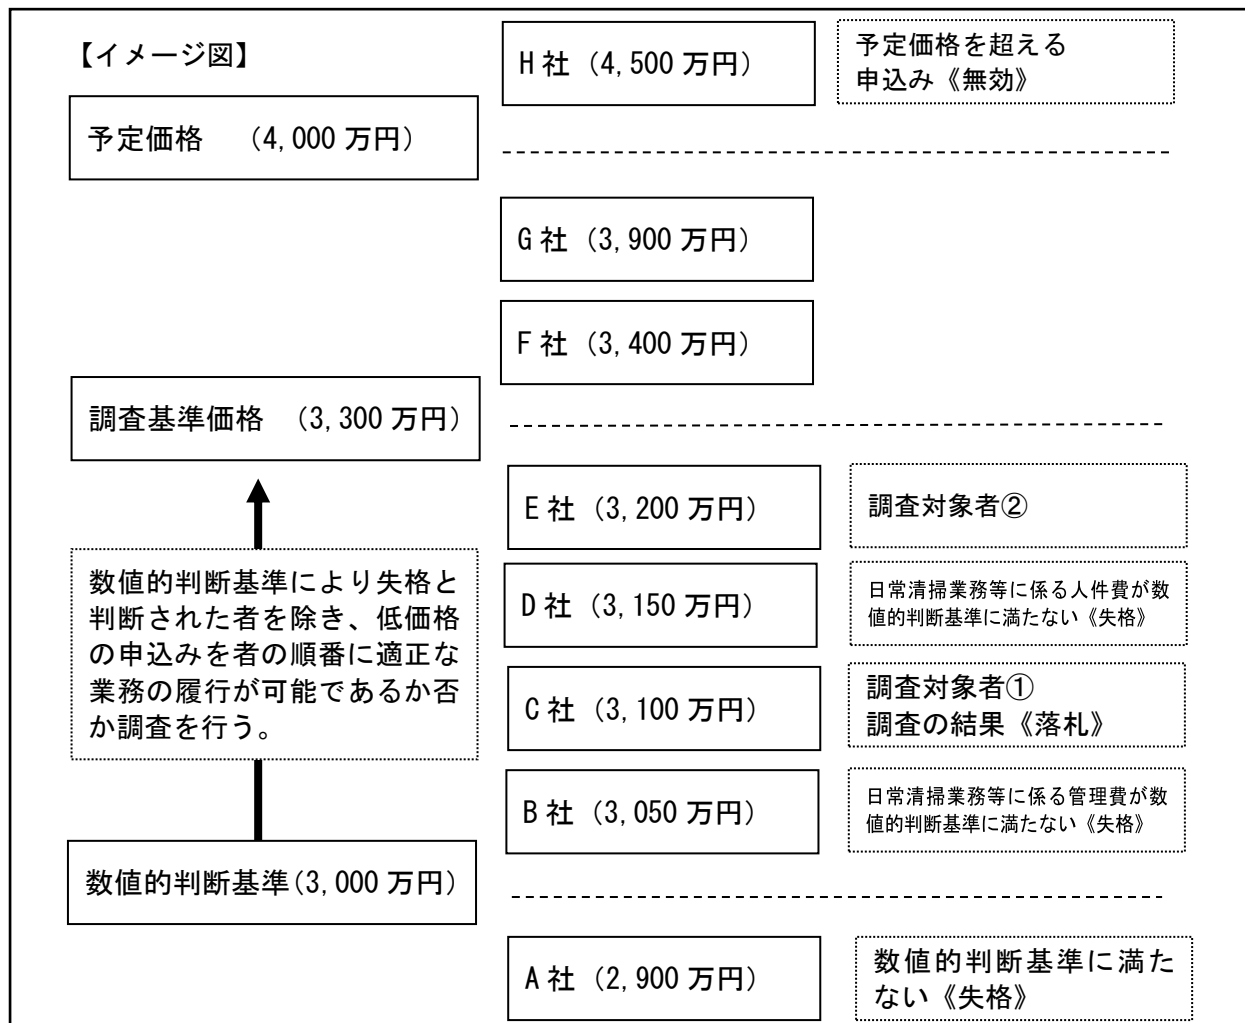 【イメージ図】
H社（4,500万円）
予定価格を超える
申込み《無効》
予定価格　（4,000万円）
G社（3,900万円）
F社（3,400万円）
調査基準価格　（3,300万円）
E社（3,200万円）
調査対象者②
数値的判断基準により失格と
判断された者を除き、低価格
の申込みを者の順番に適正な
業務の履行が可能であるか否
か調査を行う。
D社（3,150万円）
日常清掃業務等に係る人件費が数
値的判断基準に満たない《失格》
C社（3,100万円）
調査対象者①
調査の結果《落札》
B社（3,050万円）
日常清掃業務等に係る管理費が数
値的判断基準に満たない《失格》
数値的判断基準（3,000万円）
A社（2,900万円）
数値的判断基準に満た
ない《失格》